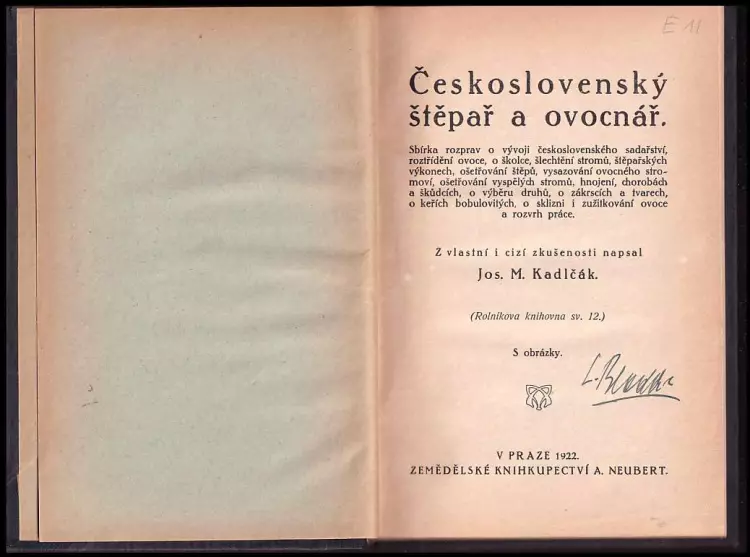 E 11
Československý
štěpař a ovocnář.
Sbírka rozprav o vývoji československého sadařství,
roztřídění ovoce, o školce, šlechtění stromů, štěpařských
výkonech, ošetřování štěpů, vysazování ovocného stro-
moví, ošetřování vyspělých stromů, hnojení, chorobách
a škůdcích, o výběru druhů, o zákrscích a tvarech,
o keřích bobulovitých, o sklizni i zužitkování ovoce
a rozvrh práce.
Z vlastní i cizí zkušenosti napsal
Jos. M. Kadlčák.
(Rolníkova knihovna sv. 12.)
S obrázky.
V PRAZE 1922.
ZEMĚDĚLSKÉ KNIHKUPECTVÍ A. NEUBERT.